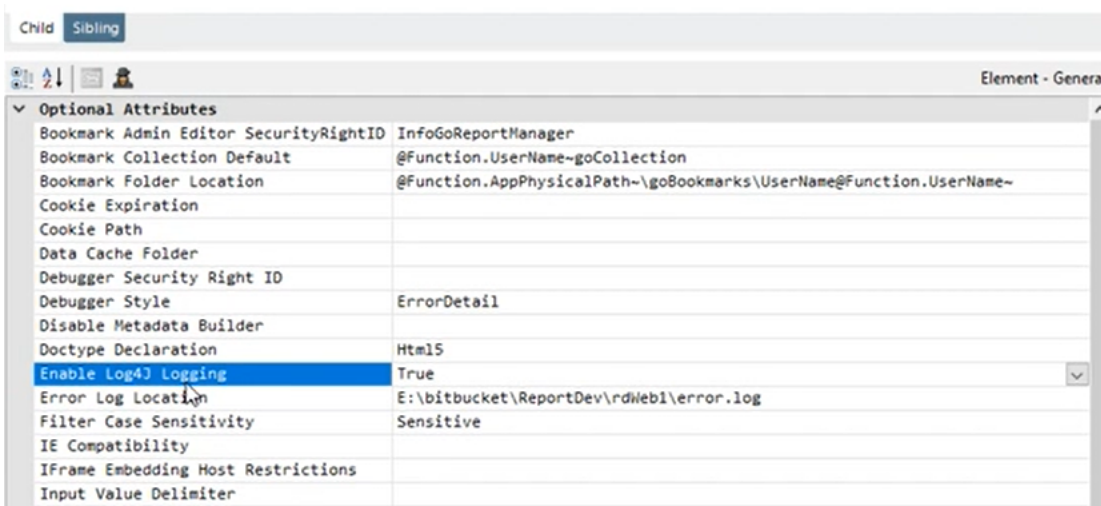 Child Sibling
Element - Genera
Optional Attributes
Bookmark Admin Editor SecurityRightID InfoGoReportManager
Bookmark Collection Default @Function.UserName~goCollection
Bookmark Folder Location @Function.AppPhysicalPath~\goBookmarks\UserName@Function.UserName~
Cookie Expiration
Cookie Path
Data Cache Folder
Debugger Security Right ID
Debugger Style ErrorDetail
Disable Metadata Builder
Doctype Declaration Html5
Enable Log4J Logging True
Error Log Location E:\bitbucket\ReportDev\rdWeb1\error.log
Filter Case Sensitivity Sensitive
IE Compatibility
IFrame Embedding Host Restrictions
Input Value Delimiter